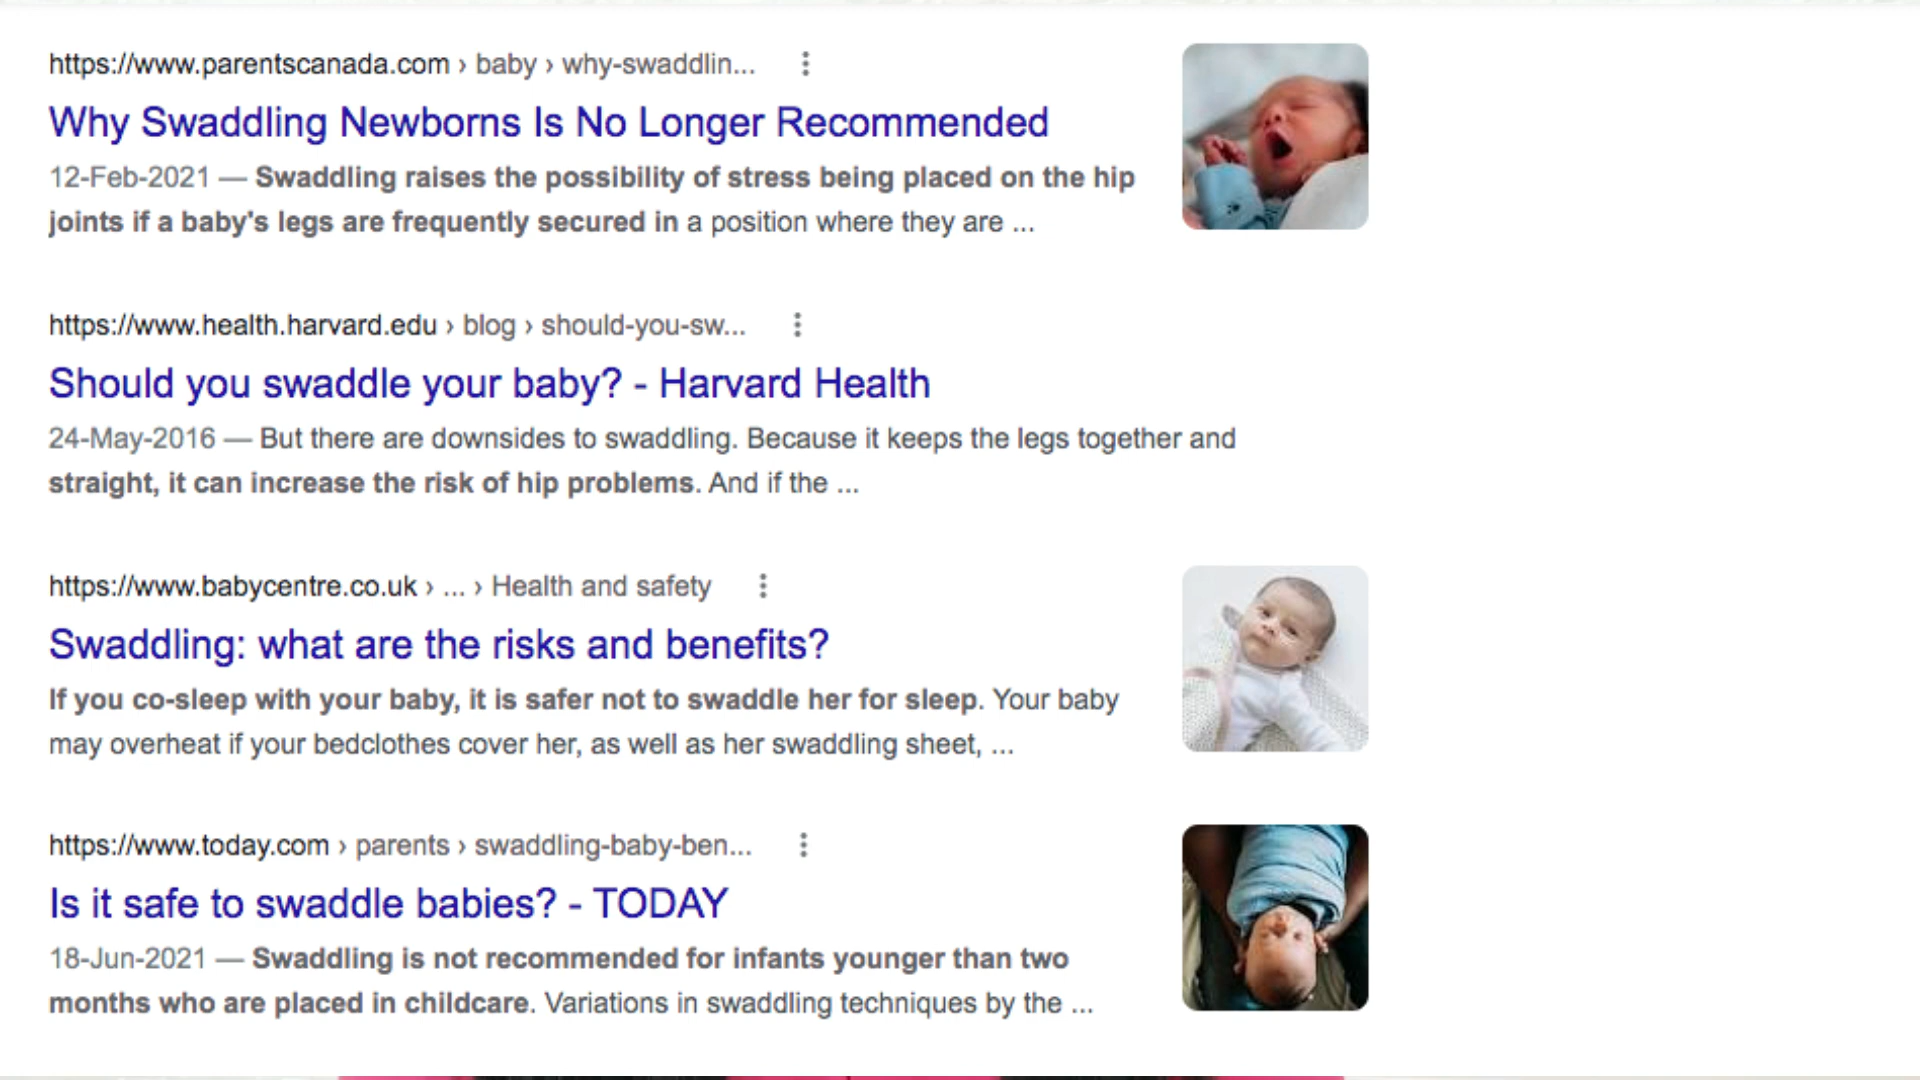 https://www.parentscanada.com › baby › why-swaddlin...
Why Swaddling Newborns Is No Longer Recommended
12-Feb-2021 — Swaddling raises the possibility of stress being placed on the hip
joints if a baby's legs are frequently secured in a position where they are ...
https://www.health.harvard.edu › blog › should-you-sw...
Should you swaddle your baby? - Harvard Health
24-May-2016 — But there are downsides to swaddling. Because it keeps the legs together and
straight, it can increase the risk of hip problems. And if the ...
https://www.babycentre.co.uk › ... › Health and safety
Swaddling: what are the risks and benefits?
If you co-sleep with your baby, it is safer not to swaddle her for sleep. Your baby
may overheat if your bedclothes cover her, as well as her swaddling sheet, ...
https://www.today.com › parents › swaddling-baby-ben...
Is it safe to swaddle babies? - TODAY
18-Jun-2021 — Swaddling is not recommended for infants younger than two
months who are placed in childcare. Variations in swaddling techniques by the ...